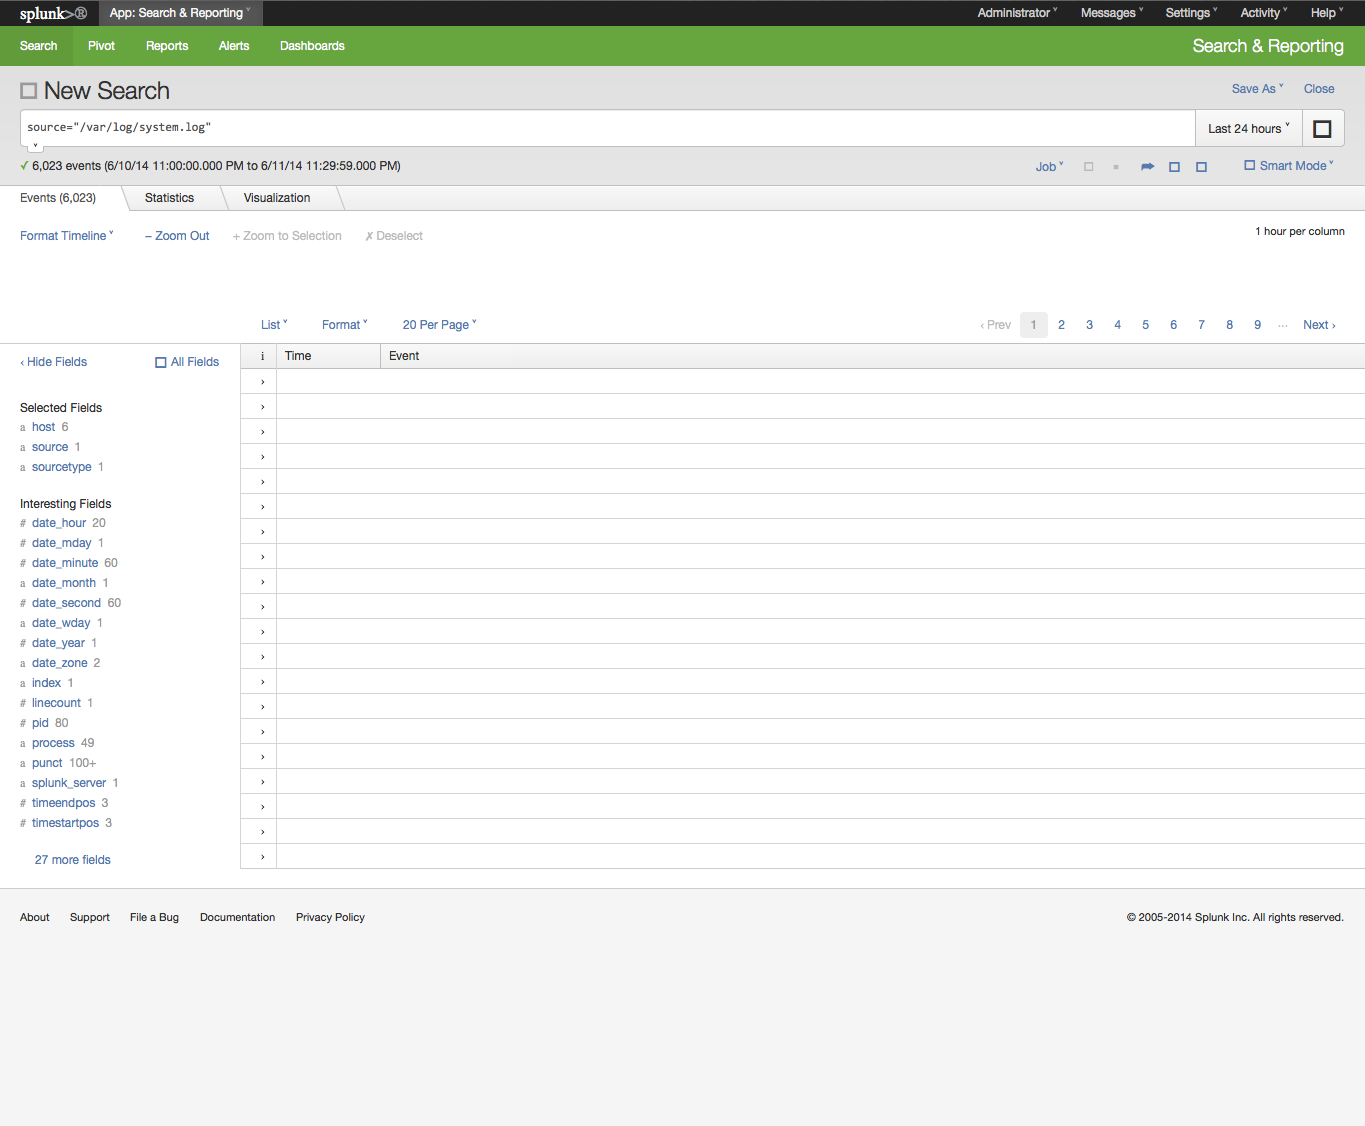 splunk>® App: Search & Reporting ˅ Administrator ˅ Messages ˅ Settings ˅ Activity ˅ Help ˅
Search Pivot Reports Alerts Dashboards Search & Reporting
New Search Save As ˅ Close
source="/var/log/system.log" Last 24 hours ˅
✓ 6,023 events (6/10/14 11:00:00.000 PM to 6/11/14 11:29:59.000 PM) Job ˅ Smart Mode ˅
Events (6,023) Statistics Visualization
Format Timeline ˅ – Zoom Out + Zoom to Selection ✗ Deselect 1 hour per column
List ˅ Format ˅ 20 Per Page ˅ ‹ Prev 1 2 3 4 5 6 7 8 9 ... Next ›
‹ Hide Fields All Fields i Time Event
Selected Fields
a host 6
a source 1
a sourcetype 1
Interesting Fields
# date_hour 20
# date_mday 1
# date_minute 60
a date_month 1
# date_second 60
a date_wday 1
# date_year 1
a date_zone 2
a index 1
# linecount 1
# pid 80
a process 49
a punct 100+
a splunk_server 1
# timeendpos 3
# timestartpos 3
27 more fields
About Support File a Bug Documentation Privacy Policy © 2005-2014 Splunk Inc. All rights reserved.